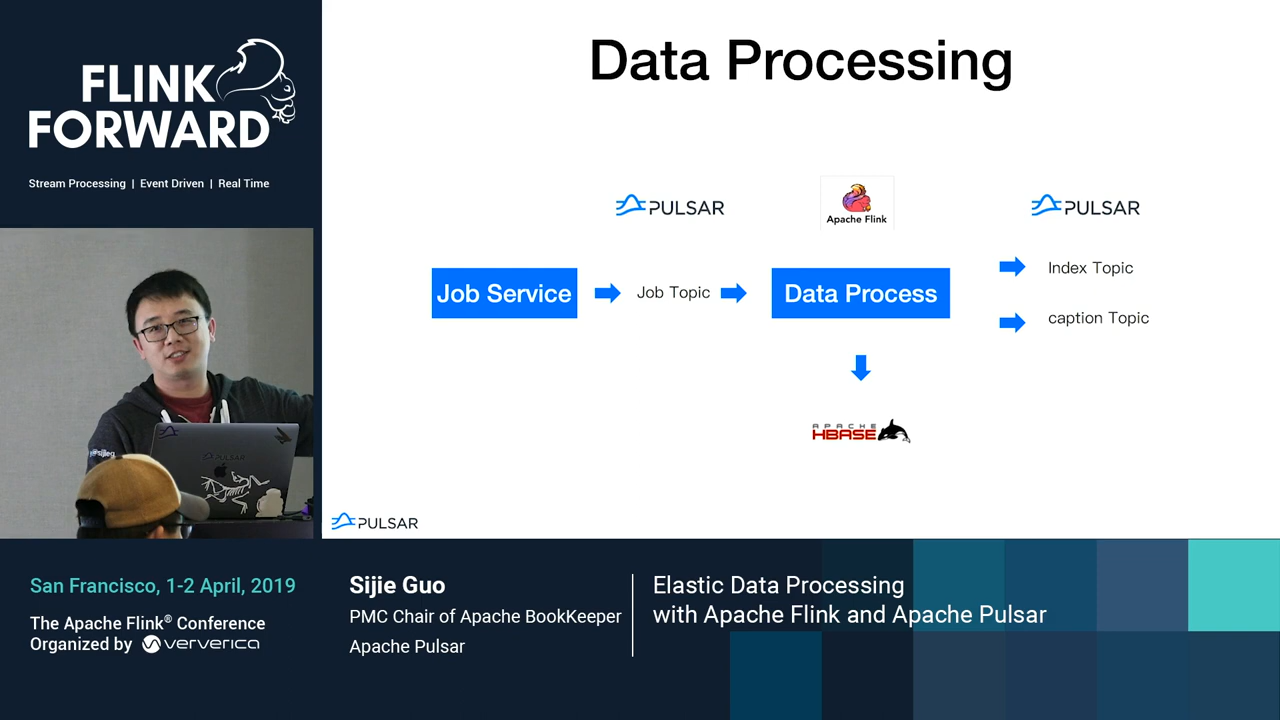 FLINK
FORWARD
Stream Processing | Event Driven | Real Time
Data Processing
PULSAR
Apache Flink
PULSAR
Job Service
Job Topic
Data Process
Index Topic
caption Topic
APACHE
HBASE
PULSAR
PULSAR
San Francisco, 1-2 April, 2019
The Apache Flink® Conference
Organized by ververica
Sijie Guo
PMC Chair of Apache BookKeeper
Apache Pulsar
Elastic Data Processing
with Apache Flink and Apache Pulsar